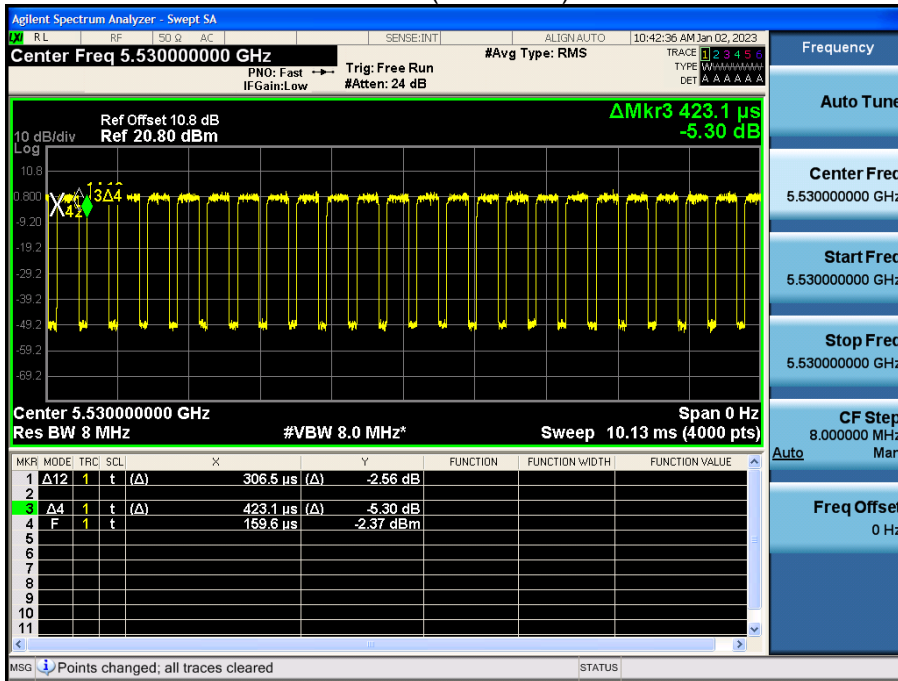 Agilent Spectrum Analyzer - Swept SA
LXI RL RF 50 Ω AC SENSE:INT ALIGN AUTO 10:42:36 AM Jan 02, 2023
Center Freq 5.530000000 GHz #Avg Type: RMS TRACE 1 2 3 4 5 6
PNO: Fast Trig: Free Run TYPE WWWWWW
IFGain:Low #Atten: 24 dB DET A A A A A A
Frequency
Auto Tune
ΔMkr3 423.1 µs
Ref Offset 10.8 dB -5.30 dB
10 dB/div Ref 20.80 dBm
Log
10.8
0.800
-9.20
-19.2
-29.2
-39.2
-49.2
-59.2
-69.2
3Δ4
Center Freq
5.530000000 GHz
Start Freq
5.530000000 GHz
Stop Freq
5.530000000 GHz
Center 5.530000000 GHz Span 0 Hz
Res BW 8 MHz #VBW 8.0 MHz* Sweep 10.13 ms (4000 pts)
CF Step
8.000000 MHz
Auto Man
Freq Offset
0 Hz
MKR MODE TRC SCL X Y FUNCTION FUNCTION WIDTH FUNCTION VALUE
1 Δ12 1 t (Δ) 306.5 µs (Δ) -2.56 dB
2
3 Δ4 1 t (Δ) 423.1 µs (Δ) -5.30 dB
4 F 1 t 159.6 µs -2.37 dBm
5
6
7
8
9
10
11
MSG Points changed; all traces cleared STATUS